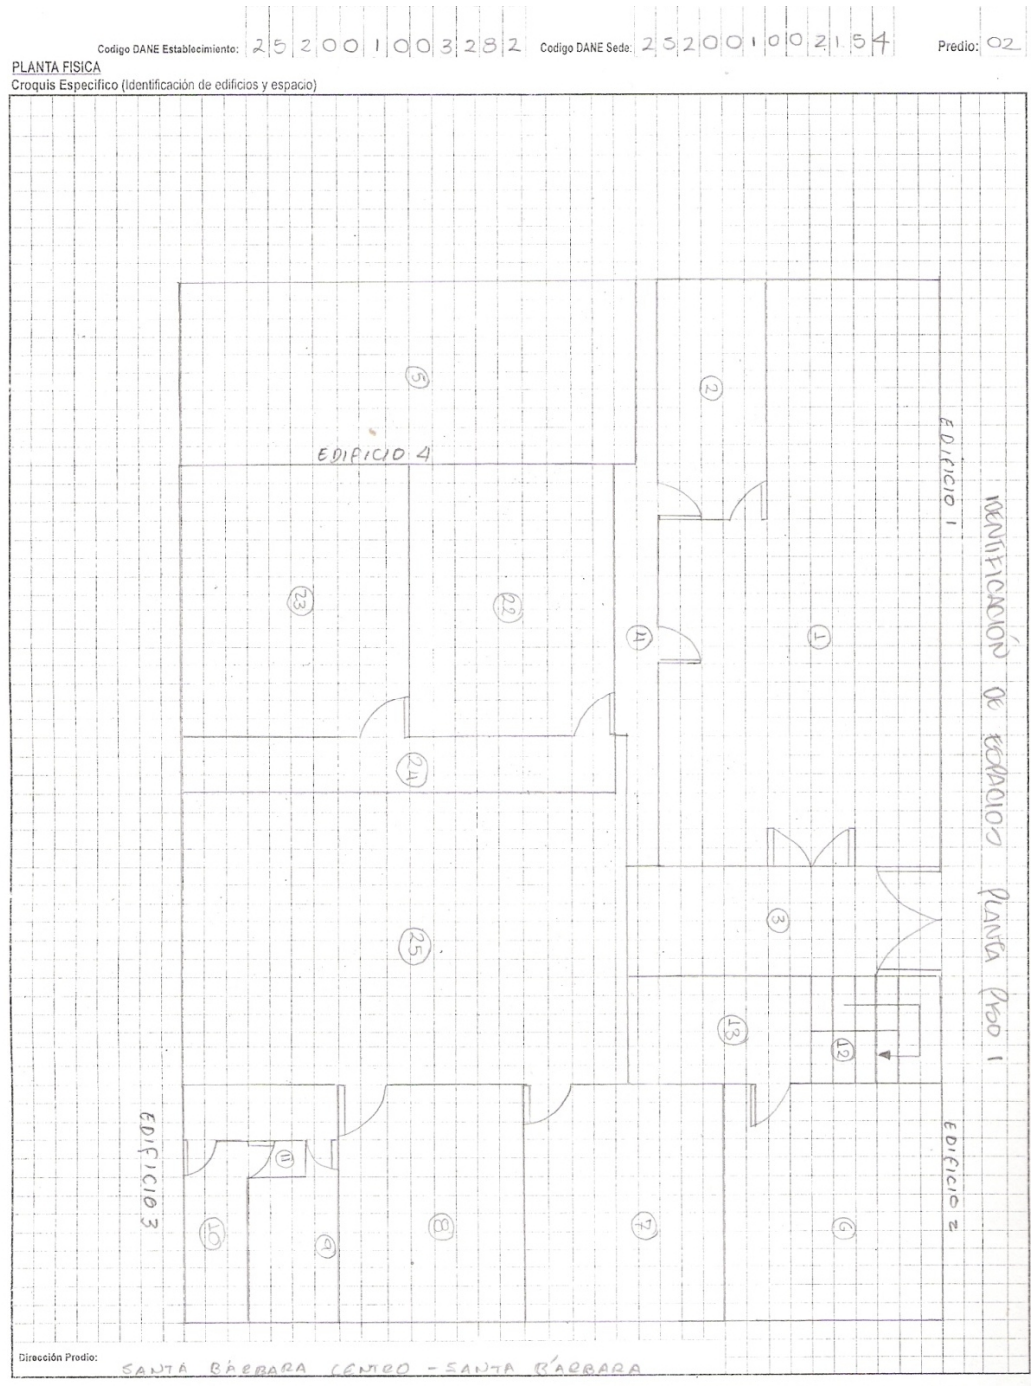 Codigo DANE Establecimiento: 252001003282 Codigo DANE Sede: 252001002154 Predio: 02
PLANTA FISICA
Croquis Especifico (Identificación de edificios y espacio)
IDENTIFICACIÓN DE ESPACIOS PLANTA PISO 1
EDIFICIO 1
5
2
EDIFICIO 4
23
22
4
1
24
25
3
13
12
EDIFICIO 3
EDIFICIO 2
11
10
9
8
7
6
Dirección Predio: SANTA BÁRBARA CENTRO - SANTA BÁRBARA